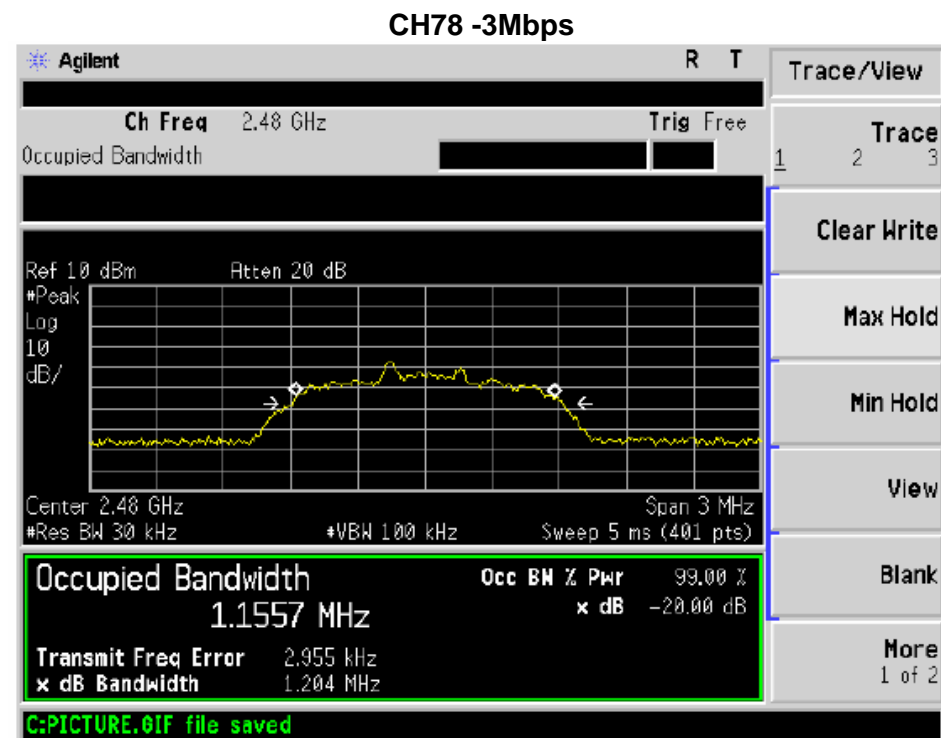 CH78 -3Mbps
Agilent R T
Trace/View
Ch Freq 2.48 GHz Trig Free
Occupied Bandwidth
Trace
1 2 3
Clear Write
Ref 10 dBm Atten 20 dB
#Peak
Log
10
dB/
Max Hold
Min Hold
View
Center 2.48 GHz Span 3 MHz
#Res BW 30 kHz #VBW 100 kHz Sweep 5 ms (401 pts)
Occupied Bandwidth Occ BW % Pwr 99.00 %
1.1557 MHz x dB -20.00 dB
Blank
Transmit Freq Error 2.955 kHz
x dB Bandwidth 1.204 MHz
More
1 of 2
C:PICTURE.GIF file saved